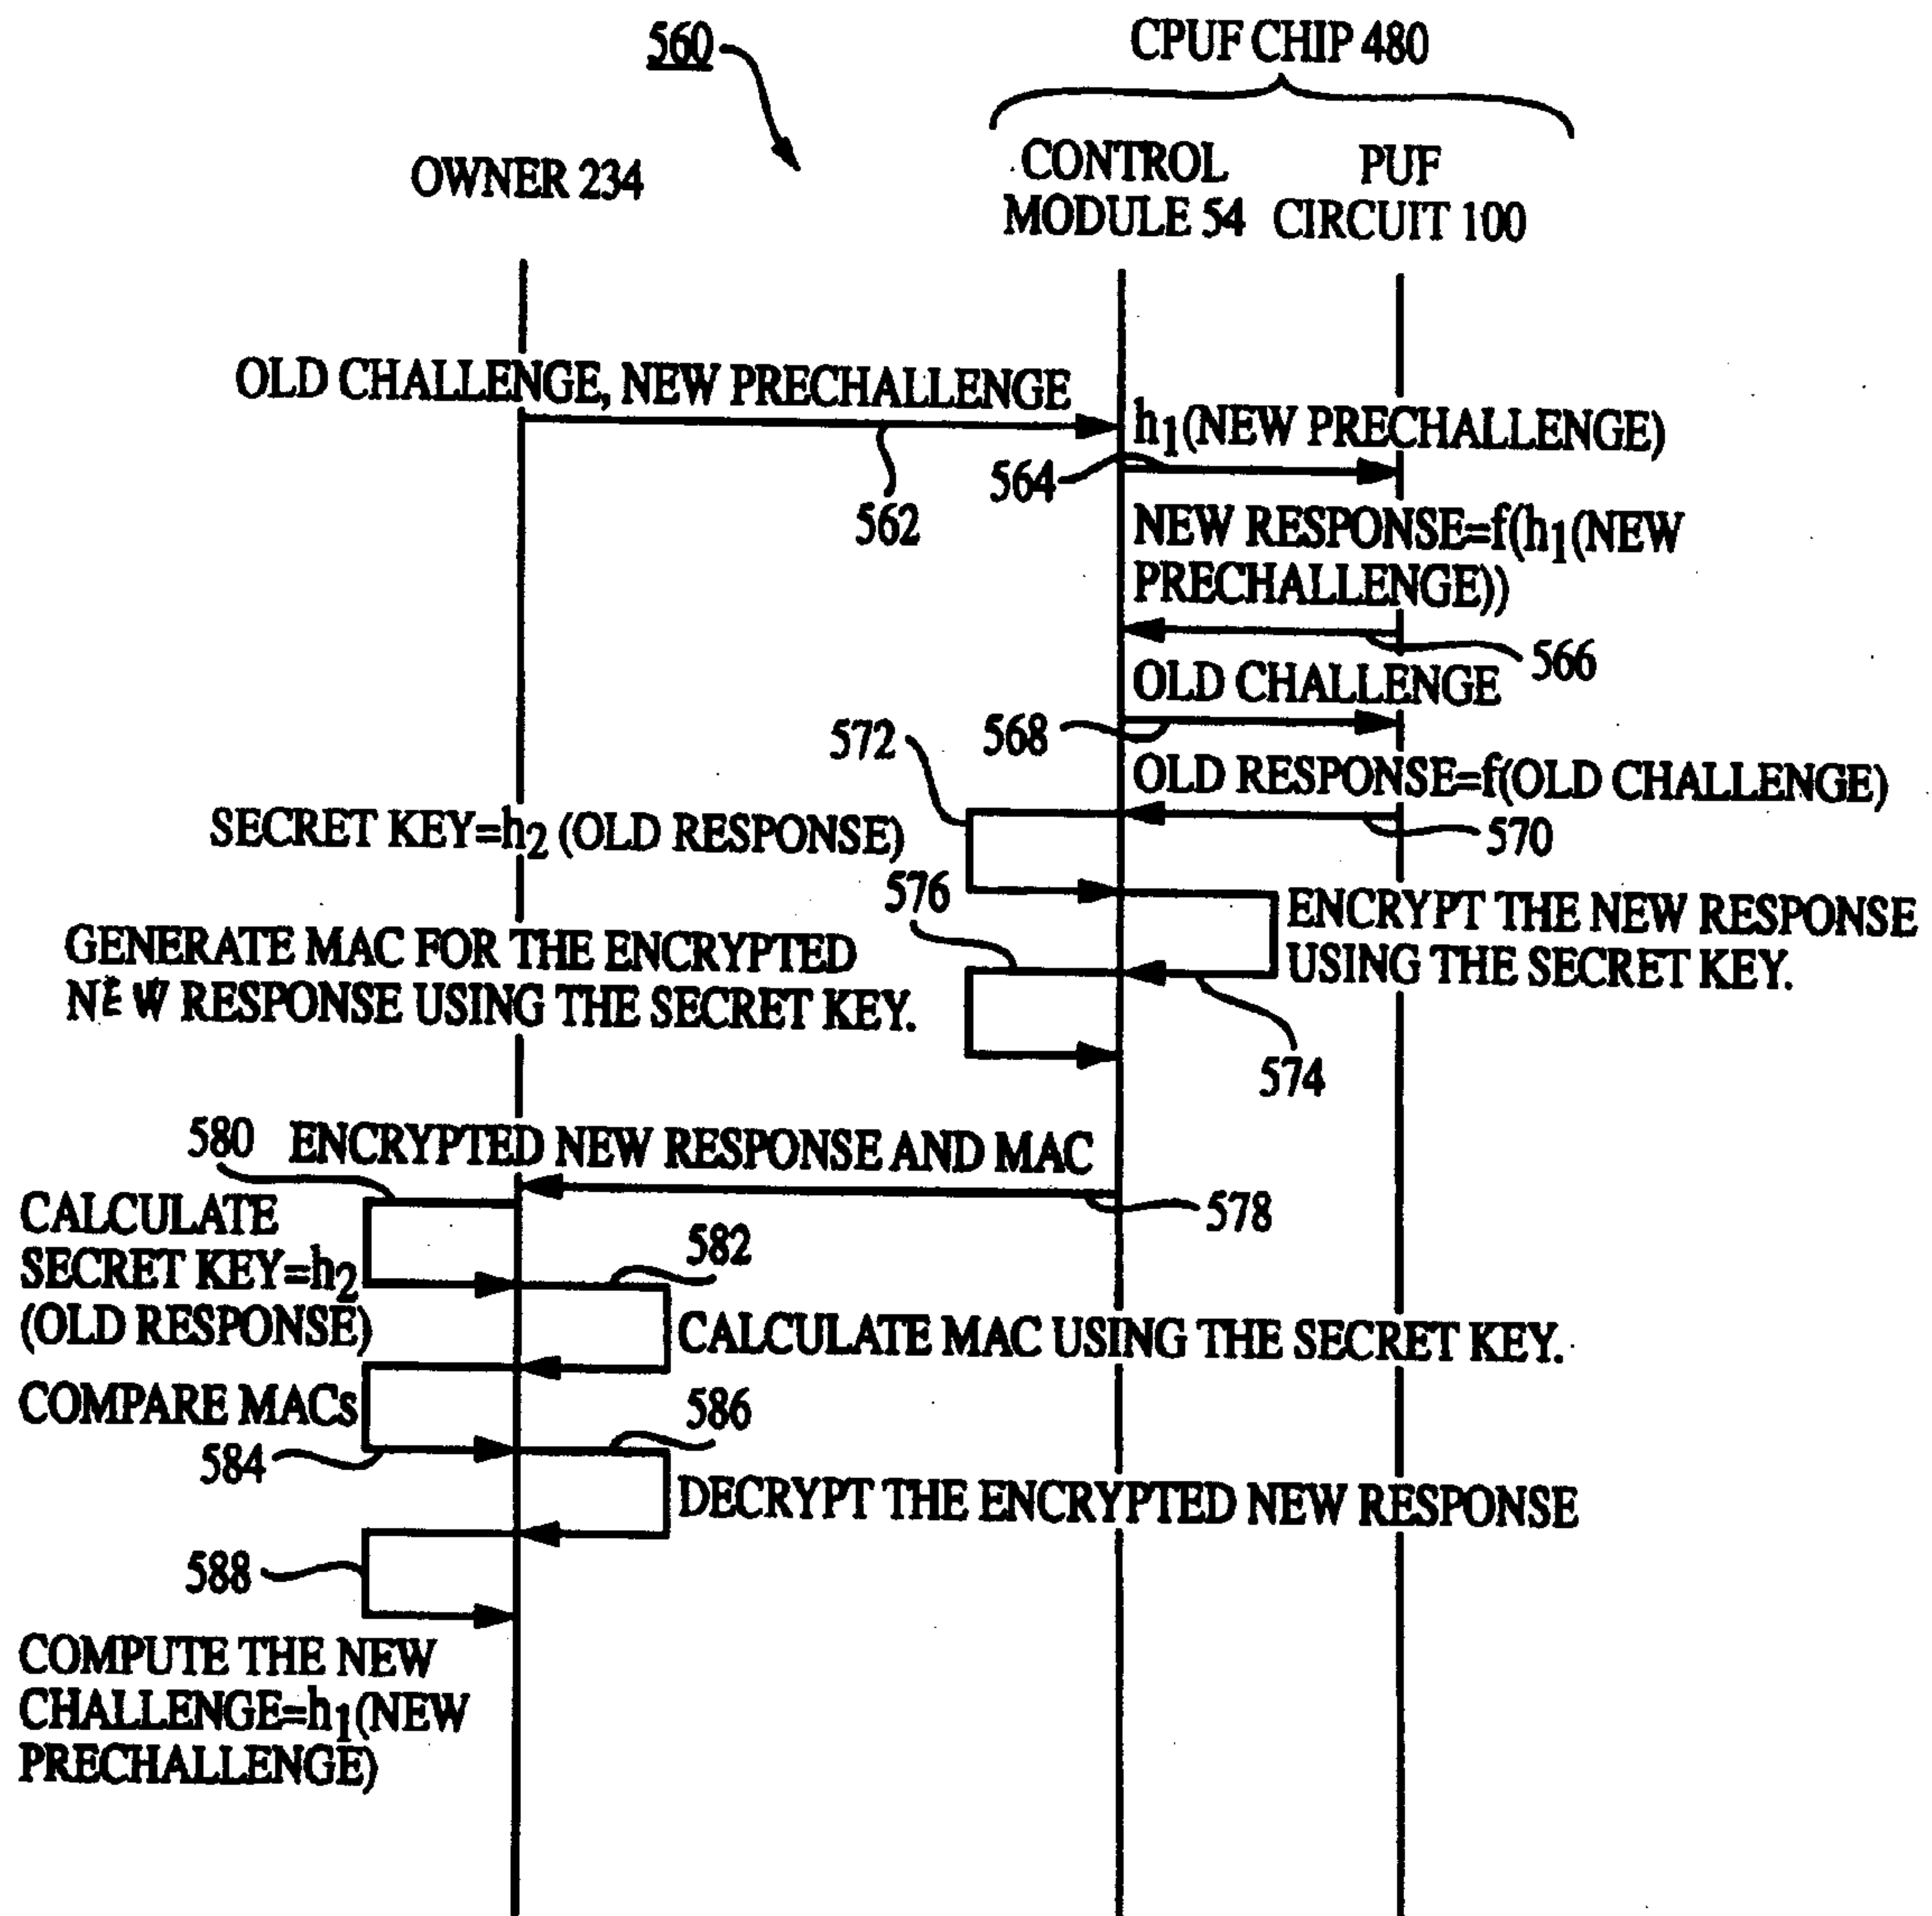 560
CPUF CHIP 480
OWNER 234
CONTROL
MODULE 54
PUF
CIRCUIT 100
OLD CHALLENGE, NEW PRECHALLENGE
562
h1(NEW PRECHALLENGE)
564
NEW RESPONSE=f(h1(NEW
PRECHALLENGE))
566
OLD CHALLENGE
568
572
OLD RESPONSE=f(OLD CHALLENGE)
570
SECRET KEY=h2 (OLD RESPONSE)
576
ENCRYPT THE NEW RESPONSE
USING THE SECRET KEY.
574
GENERATE MAC FOR THE ENCRYPTED
NEW RESPONSE USING THE SECRET KEY.
580
ENCRYPTED NEW RESPONSE AND MAC
578
CALCULATE
SECRET KEY=h2
(OLD RESPONSE)
582
CALCULATE MAC USING THE SECRET KEY.
COMPARE MACs
584
586
DECRYPT THE ENCRYPTED NEW RESPONSE
588
COMPUTE THE NEW
CHALLENGE=h1(NEW
PRECHALLENGE)